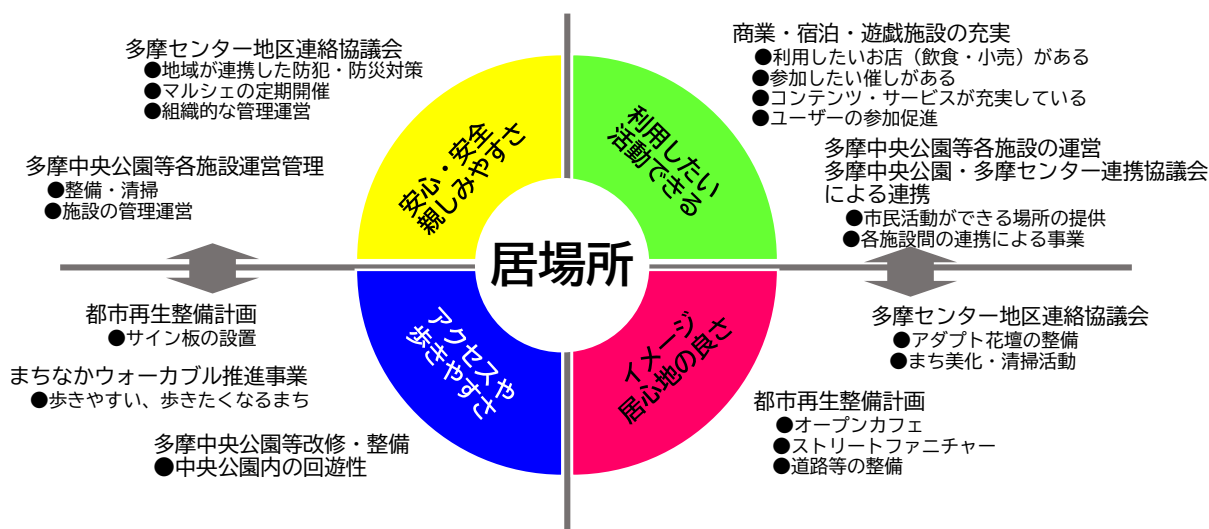 多摩センター地区連絡協議会
●地域が連携した防犯・防災対策
●マルシェの定期開催
●組織的な管理運営
多摩中央公園等各施設運営管理
●整備・清掃
●施設の管理運営
安心・安全
親しみやすさ
商業・宿泊・遊戯施設の充実
●利用したいお店（飲食・小売）がある
●参加したい催しがある
●コンテンツ・サービスが充実している
●ユーザーの参加促進
多摩中央公園等各施設の運営
多摩中央公園・多摩センター連携協議会
による連携
●市民活動ができる場所の提供
●各施設間の連携による事業
利用したい
活動できる
居場所
都市再生整備計画
●サイン板の設置
まちなかウォーカブル推進事業
●歩きやすい、歩きたくなるまち
多摩中央公園等改修・整備
●中央公園内の回遊性
アクセスや
歩きやすさ
イメージ
居心地の良さ
多摩センター地区連絡協議会
●アダプト花壇の整備
●まち美化・清掃活動
都市再生整備計画
●オープンカフェ
●ストリートファニチャー
●道路等の整備